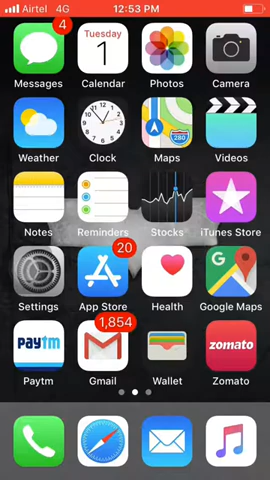 Airtel 4G 12:53 PM
4
Tuesday
1
Messages Calendar Photos Camera
280
Weather Clock Maps Videos
Notes Reminders Stocks iTunes Store
20
G
Settings App Store Health Google Maps
1,854
paytm zomato
Paytm Gmail Wallet Zomato